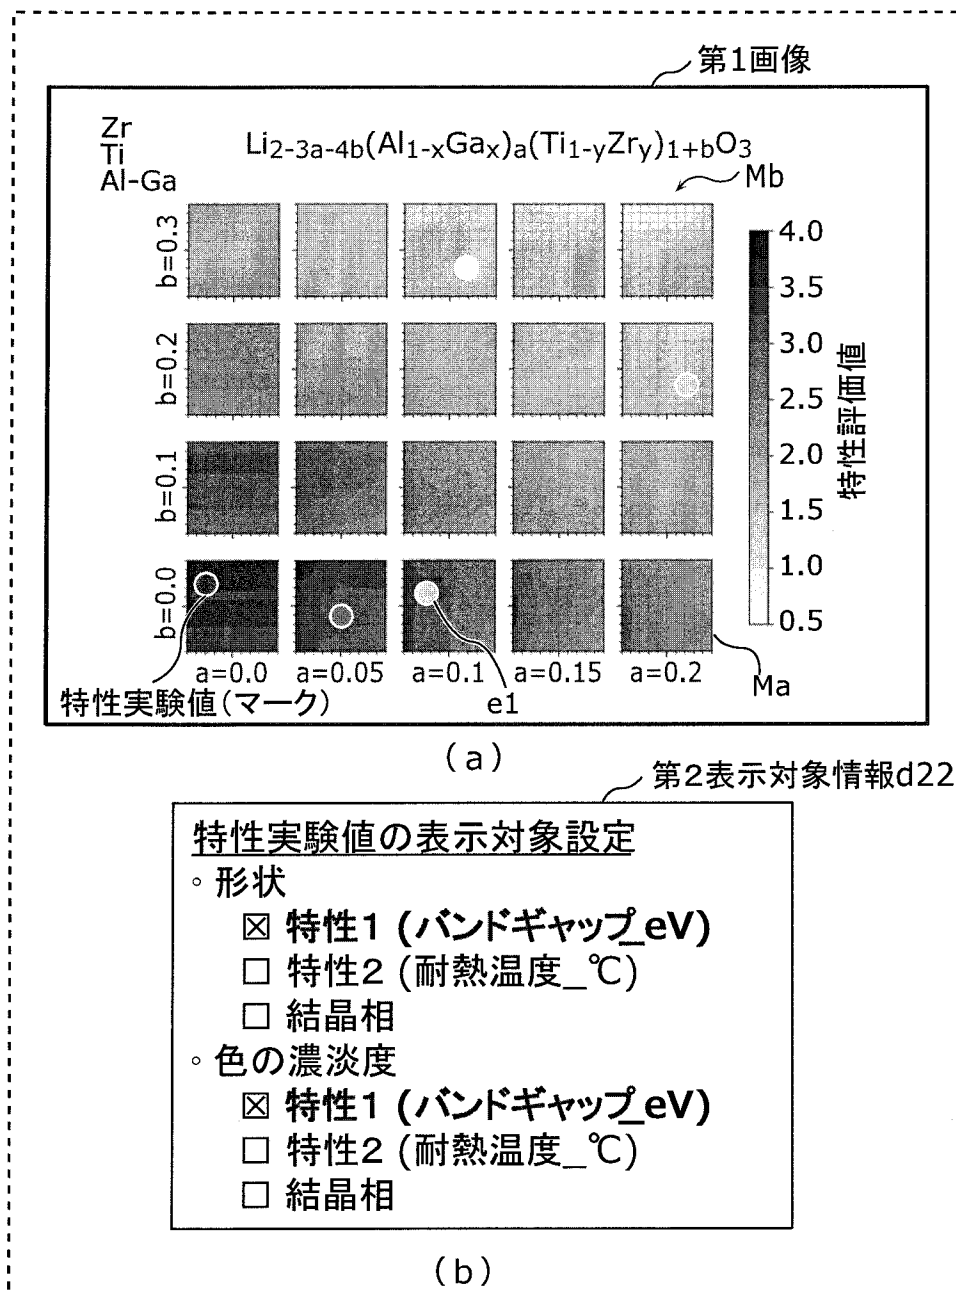 第1画像
Zr
Ti
Al-Ga
Li2-3a-4b(Al1-xGax)a(Ti1-yZry)1+bO3
Mb
b=0.3
b=0.2
b=0.1
b=0.0
a=0.0 a=0.05 a=0.1 a=0.15 a=0.2
4.0
3.5
3.0
2.5
2.0
1.5
1.0
0.5
特性評価値
Ma
特性実験値(マーク)
e1
(a)
第2表示対象情報d22
特性実験値の表示対象設定
◦ 形状
☒ 特性1 (バンドギャップ_eV)
☐ 特性2 (耐熱温度_℃)
☐ 結晶相
◦ 色の濃淡度
☒ 特性1 (バンドギャップ_eV)
☐ 特性2 (耐熱温度_℃)
☐ 結晶相
(b)